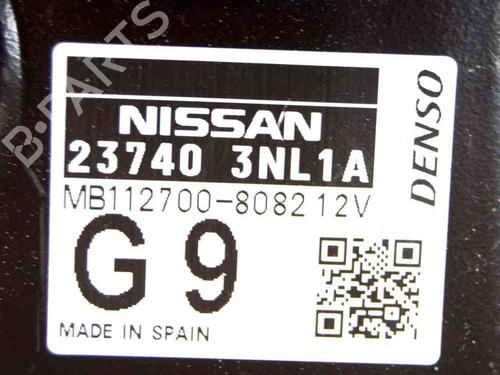 NISSAN
23740 3NL1A
MB112700-8082 12V
G 9
MADE IN SPAIN
DENSO
B-PARTS